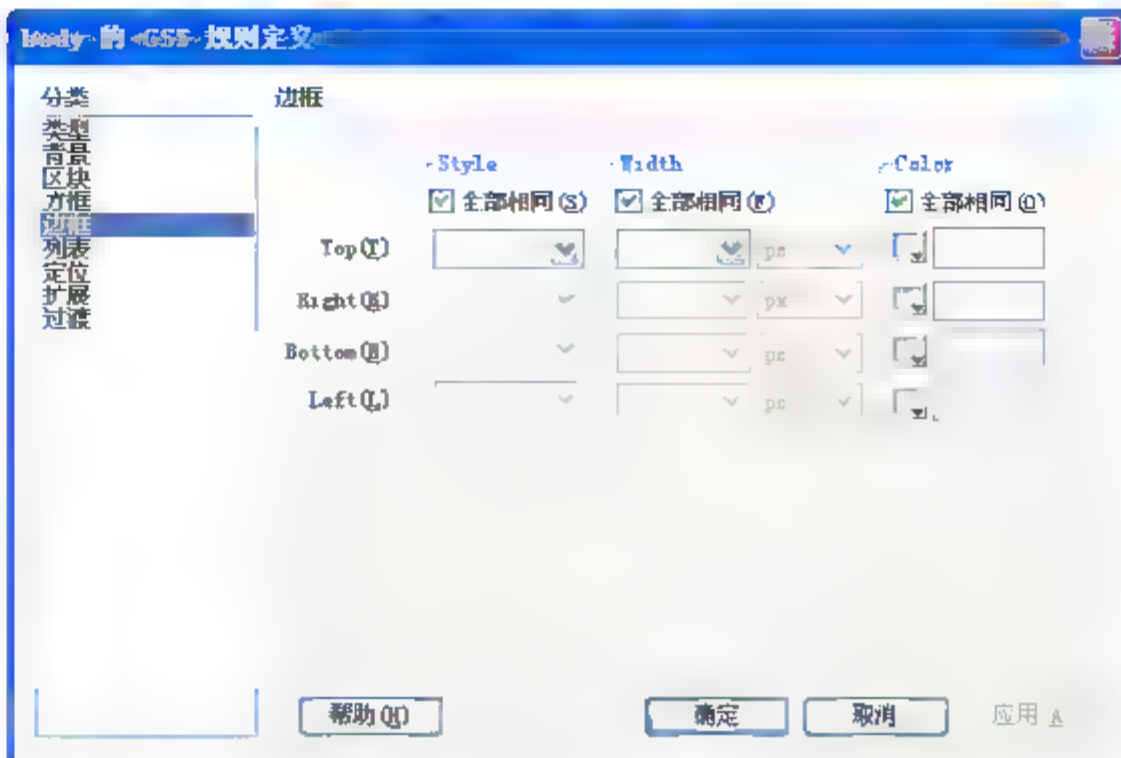 body 的 CSS 规则定义
分类
类型
背景
区块
方框
边框
列表
定位
扩展
过渡
边框
Style Width Color
全部相同(S) 全部相同(F) 全部相同(O)
Top(T) px
Right(R) px
Bottom(B) px
Left(L) px
帮助(H) 确定 取消 应用 A